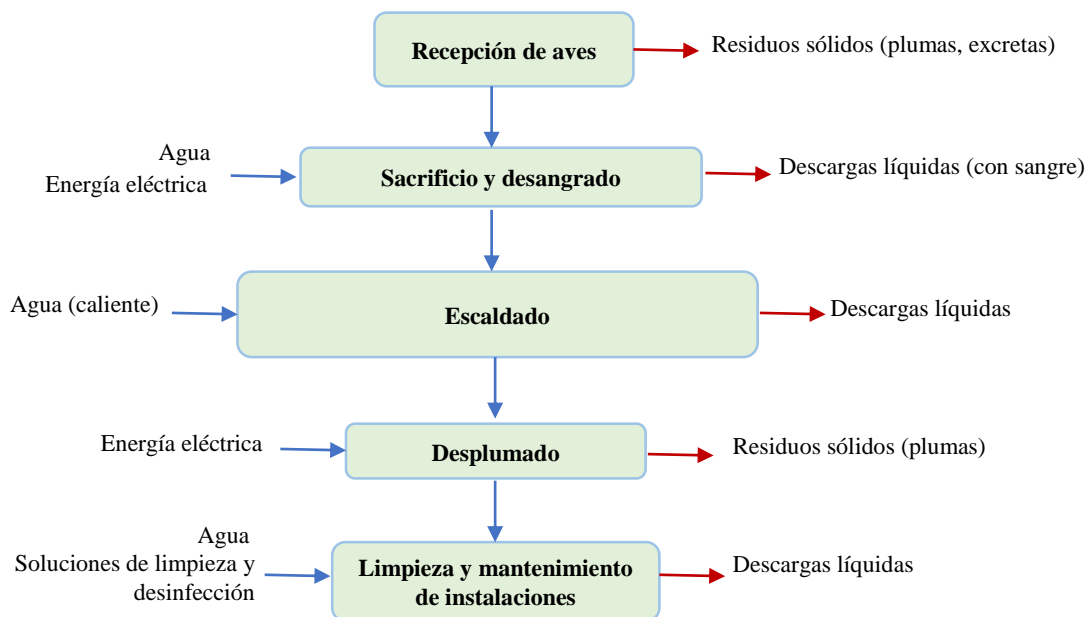 Recepción de aves
Residuos sólidos (plumas, excretas)
Agua
Energía eléctrica
Sacrificio y desangrado
Descargas líquidas (con sangre)
Agua (caliente)
Escaldado
Descargas líquidas
Energía eléctrica
Desplumado
Residuos sólidos (plumas)
Agua
Soluciones de limpieza y
desinfección
Limpieza y mantenimiento
de instalaciones
Descargas líquidas